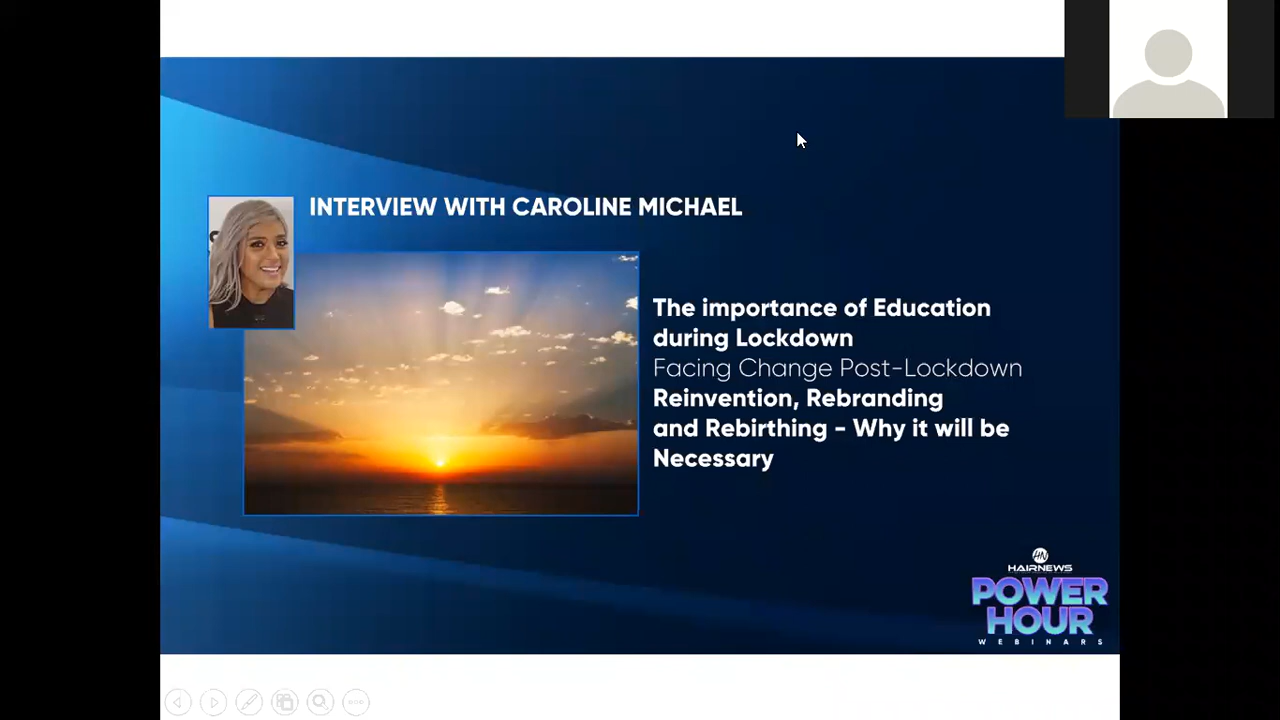 INTERVIEW WITH CAROLINE MICHAEL
The importance of Education
during Lockdown
Facing Change Post-Lockdown
Reinvention, Rebranding
and Rebirthing - Why it will be
Necessary
HN
HAIRNEWS
POWER
HOUR
WEBINARS